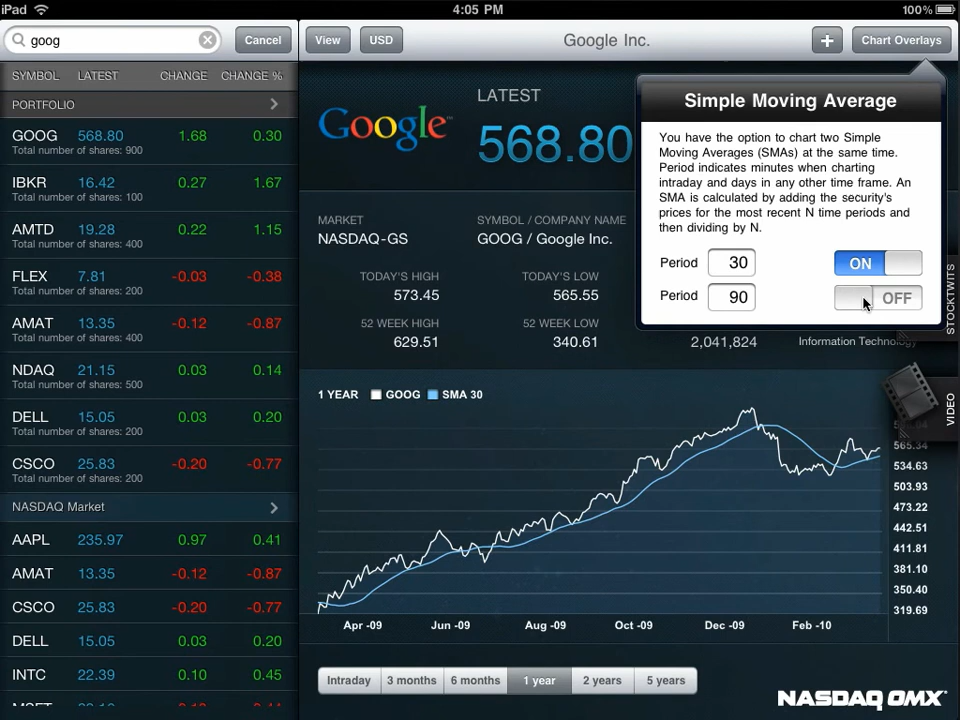 iPad
4:05 PM
100%
goog
Cancel
View
USD
Google Inc.
+
Chart Overlays
SYMBOL LATEST CHANGE CHANGE %
PORTFOLIO
GOOG 568.80 1.68 0.30
Total number of shares: 900
IBKR 16.42 0.27 1.67
Total number of shares: 100
AMTD 19.28 0.22 1.15
Total number of shares: 400
FLEX 7.81 -0.03 -0.38
Total number of shares: 200
AMAT 13.35 -0.12 -0.87
Total number of shares: 400
NDAQ 21.15 0.03 0.14
Total number of shares: 500
DELL 15.05 0.03 0.20
Total number of shares: 200
CSCO 25.83 -0.20 -0.77
Total number of shares: 200
NASDAQ Market
AAPL 235.97 0.97 0.41
AMAT 13.35 -0.12 -0.87
CSCO 25.83 -0.20 -0.77
DELL 15.05 0.03 0.20
INTC 22.39 0.10 0.45
Google™
LATEST
568.80
MARKET
NASDAQ-GS
SYMBOL / COMPANY NAME
GOOG / Google Inc.
TODAY'S HIGH
573.45
TODAY'S LOW
565.55
52 WEEK HIGH
629.51
52 WEEK LOW
340.61
2,041,824
Information Technology
Simple Moving Average
You have the option to chart two Simple
Moving Averages (SMAs) at the same time.
Period indicates minutes when charting
intraday and days in any other time frame. An
SMA is calculated by adding the security's
prices for the most recent N time periods and
then dividing by N.
Period 30 ON
Period 90 OFF
STOCKTWITS
VIDEO
1 YEAR GOOG SMA 30
565.34
534.63
503.93
473.22
442.51
411.81
381.10
350.40
319.69
Apr -09 Jun -09 Aug -09 Oct -09 Dec -09 Feb -10
Intraday 3 months 6 months 1 year 2 years 5 years
NASDAQ OMX